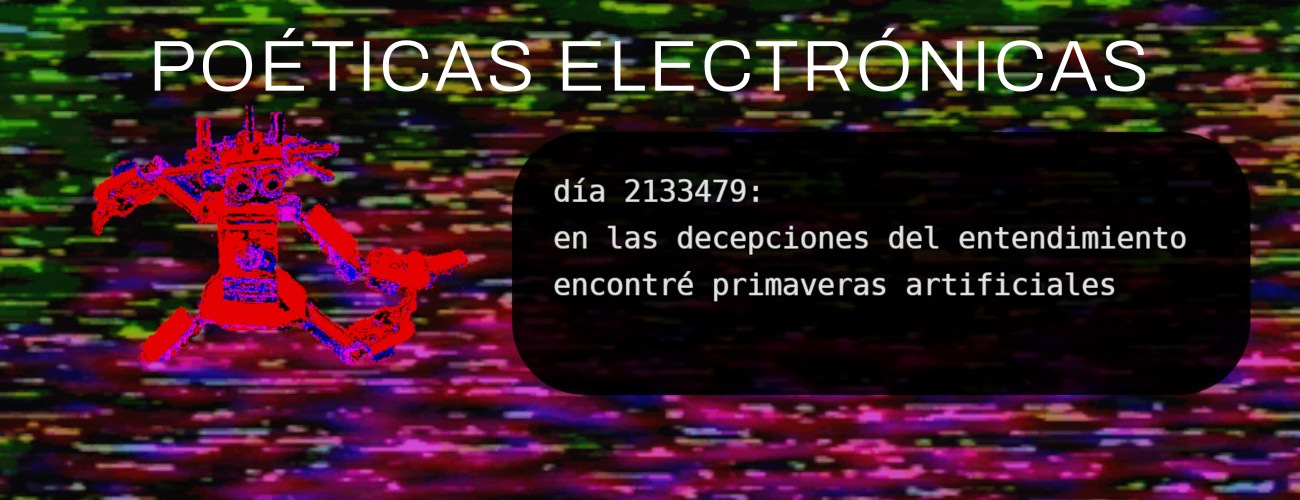 POÉTICAS ELECTRÓNICAS
día 2133479:
en las decepciones del entendimiento
encontré primaveras artificiales